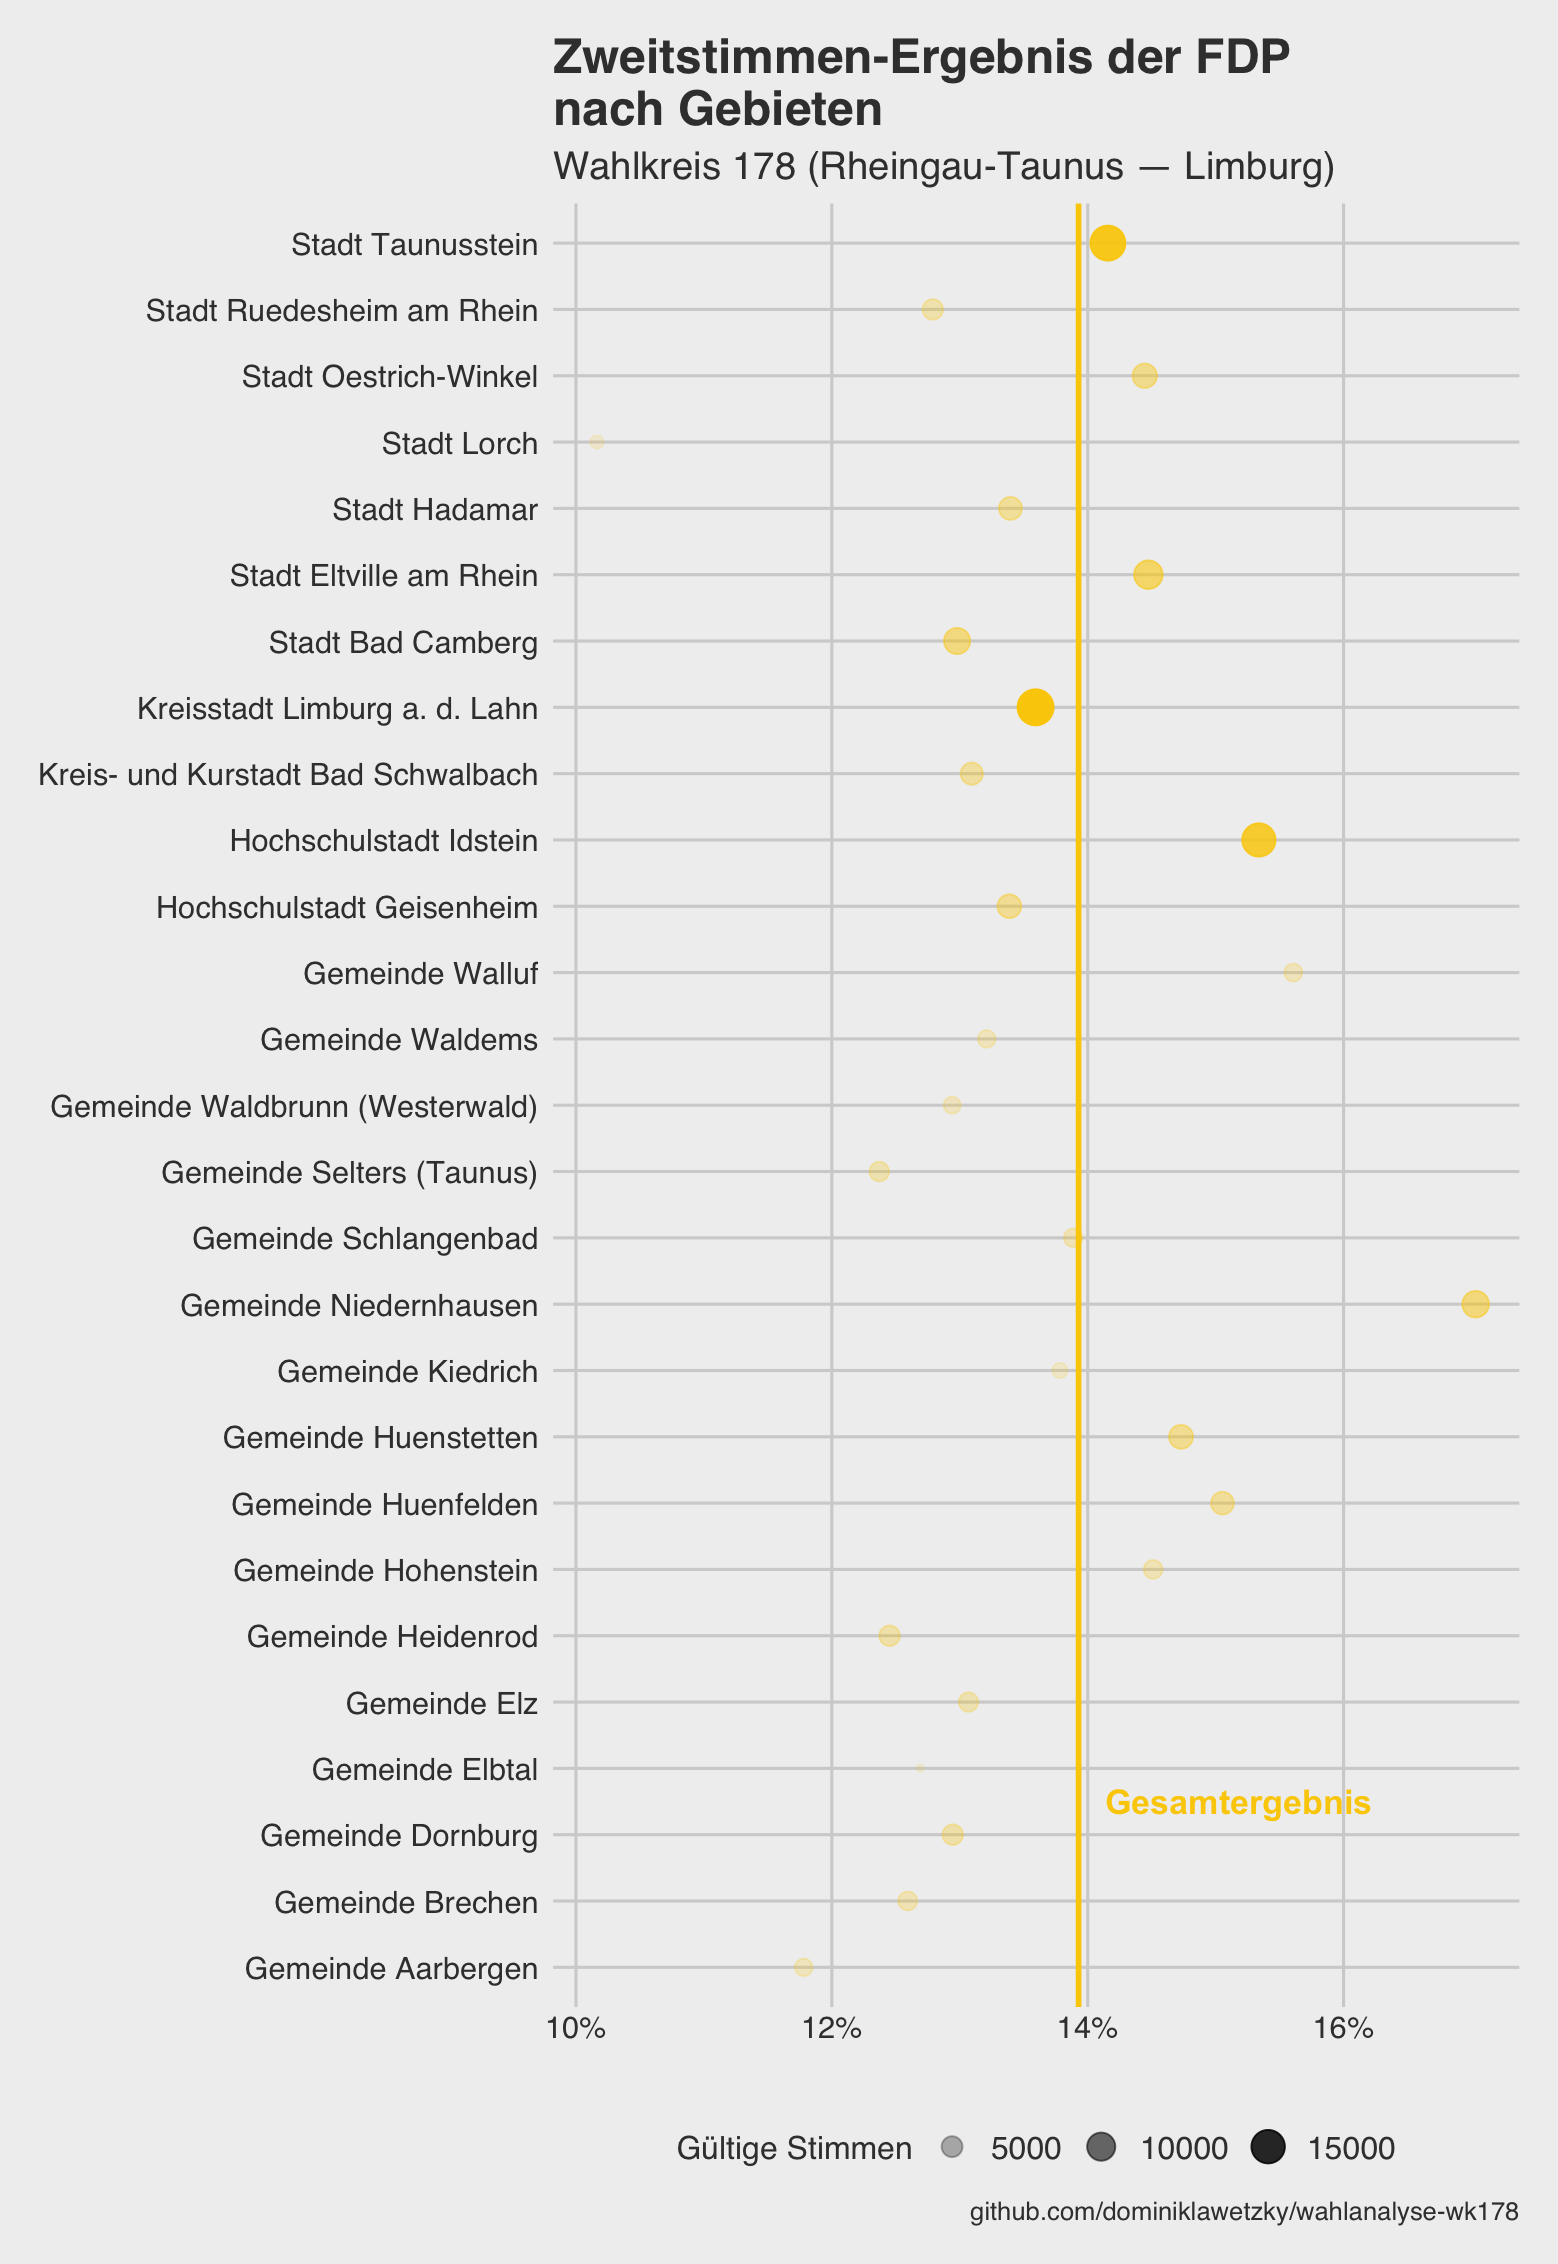 Zweitstimmen-Ergebnis der FDP
nach Gebieten
Wahlkreis 178 (Rheingau-Taunus — Limburg)
Stadt Taunusstein
Stadt Ruedesheim am Rhein
Stadt Oestrich-Winkel
Stadt Lorch
Stadt Hadamar
Stadt Eltville am Rhein
Stadt Bad Camberg
Kreisstadt Limburg a. d. Lahn
Kreis- und Kurstadt Bad Schwalbach
Hochschulstadt Idstein
Hochschulstadt Geisenheim
Gemeinde Walluf
Gemeinde Waldems
Gemeinde Waldbrunn (Westerwald)
Gemeinde Selters (Taunus)
Gemeinde Schlangenbad
Gemeinde Niedernhausen
Gemeinde Kiedrich
Gemeinde Huenstetten
Gemeinde Huenfelden
Gemeinde Hohenstein
Gemeinde Heidenrod
Gemeinde Elz
Gemeinde Elbtal
Gesamtergebnis
Gemeinde Dornburg
Gemeinde Brechen
Gemeinde Aarbergen
10% 12% 14% 16%
Gültige Stimmen 5000 10000 15000
github.com/dominiklawetzky/wahlanalyse-wk178